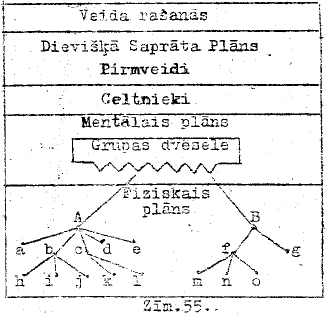 Veida rašanās
Dievišķā Saprāta Plāns
Pirmveidi
Celtnieki
Mentālais plāns
Grupas dvēsele
Fiziskais
plāns
A B
a b c d e f g
h i j k l m n o
Zīm.55.